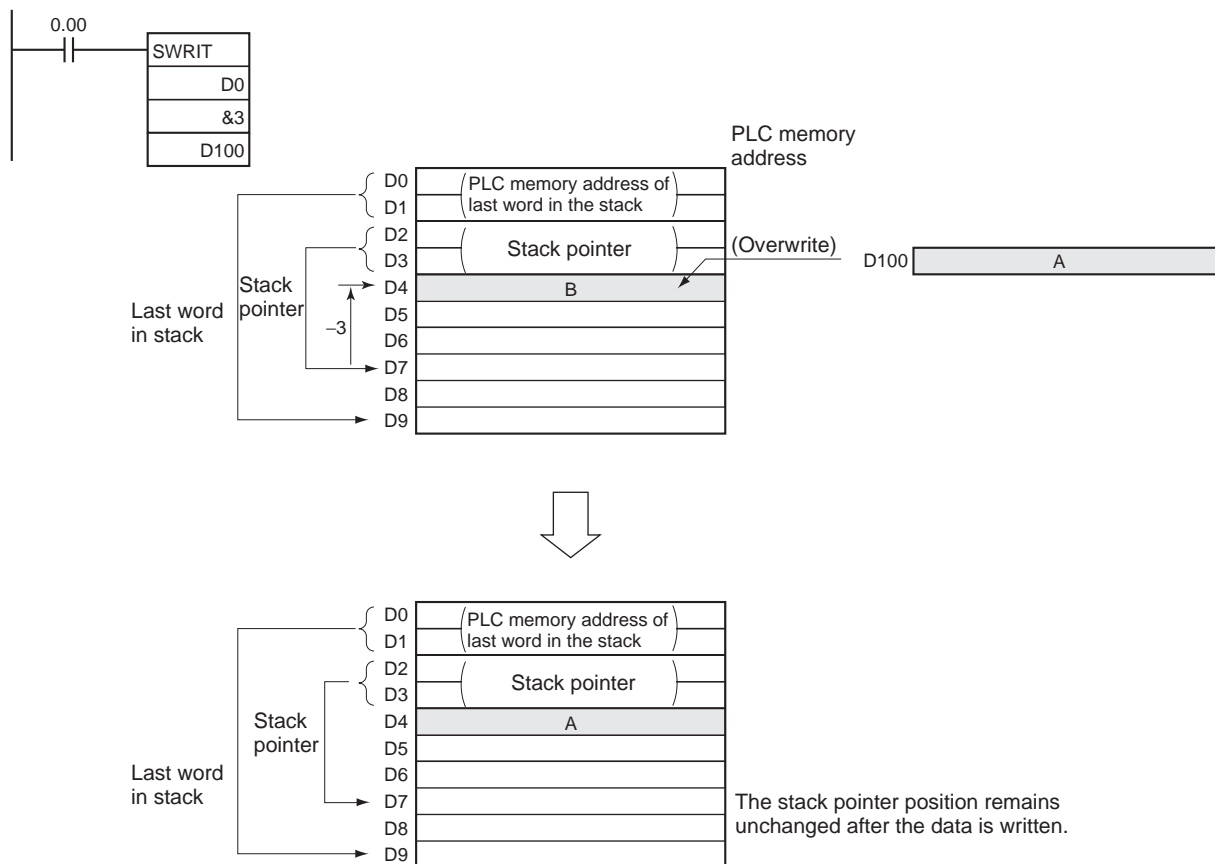 0.00
SWRIT
D0
&3
D100
PLC memory
address
D0
D1
(PLC memory address of
last word in the stack)
D2
D3
(Stack pointer)
(Overwrite)
D100
A
D4
B
Stack
pointer
–3
Last word
in stack
D5
D6
D7
D8
D9
D0
D1
(PLC memory address of
last word in the stack)
D2
D3
(Stack pointer)
D4
A
Stack
pointer
D5
D6
Last word
in stack
D7
D8
D9
The stack pointer position remains
unchanged after the data is written.